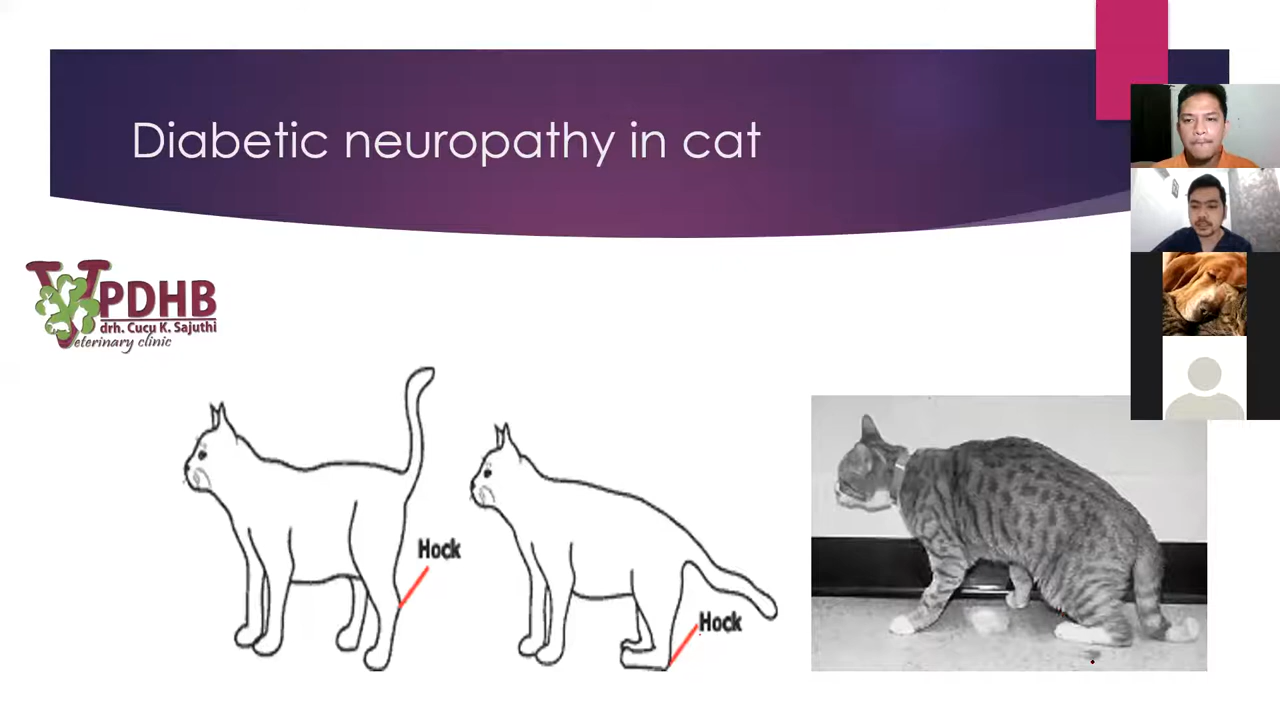 Diabetic neuropathy in cat
PDHB
drh. Cucu K. Sajuthi
Veterinary clinic
Hock
Hock